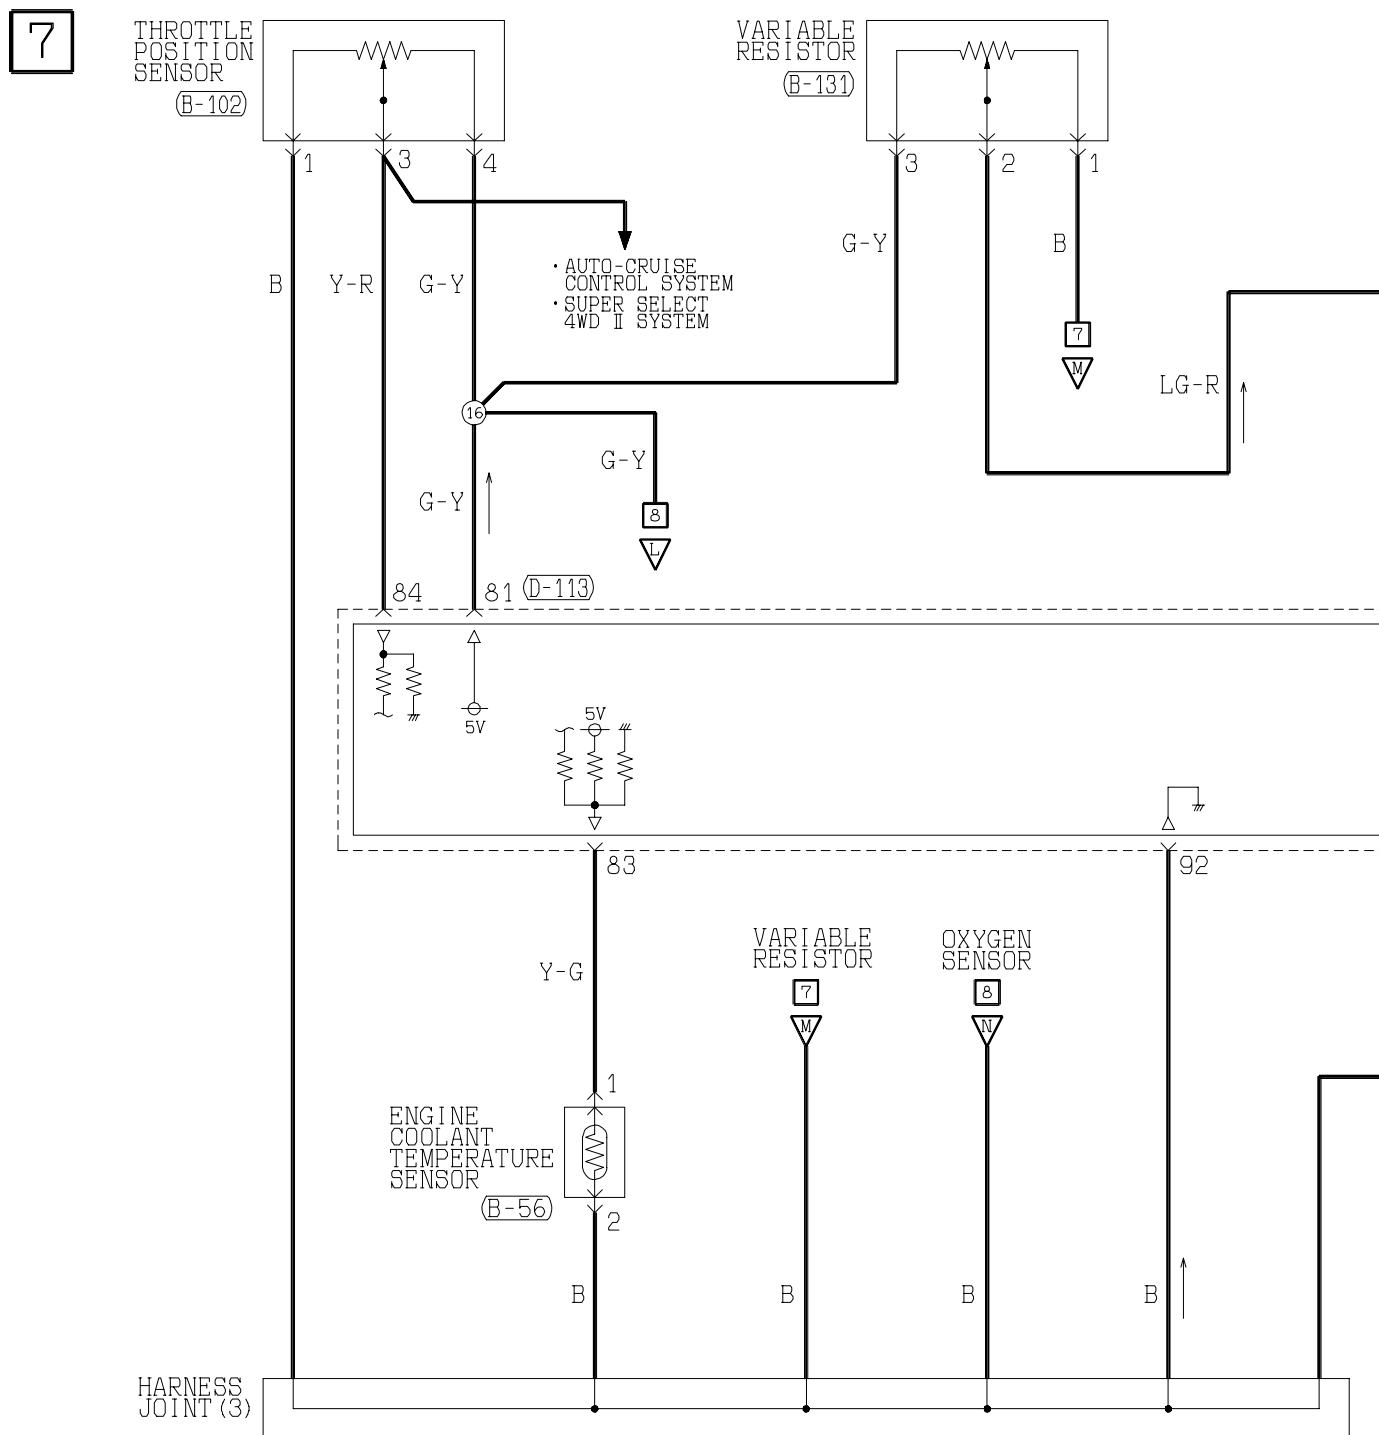 7
THROTTLE
POSITION
SENSOR
(B-102)
VARIABLE
RESISTOR
(B-131)
1
3
4
3
2
1
B
Y-R
G-Y
G-Y
B
・AUTO-CRUISE
CONTROL SYSTEM
・SUPER SELECT
4WD Ⅱ SYSTEM
7
M
LG-R
16
G-Y
G-Y
8
L
84
81
(D-113)
5V
5V
83
92
VARIABLE
RESISTOR
7
M
OXYGEN
SENSOR
8
N
Y-G
1
ENGINE
COOLANT
TEMPERATURE
SENSOR
(B-56)
2
B
B
B
B
HARNESS
JOINT(3)